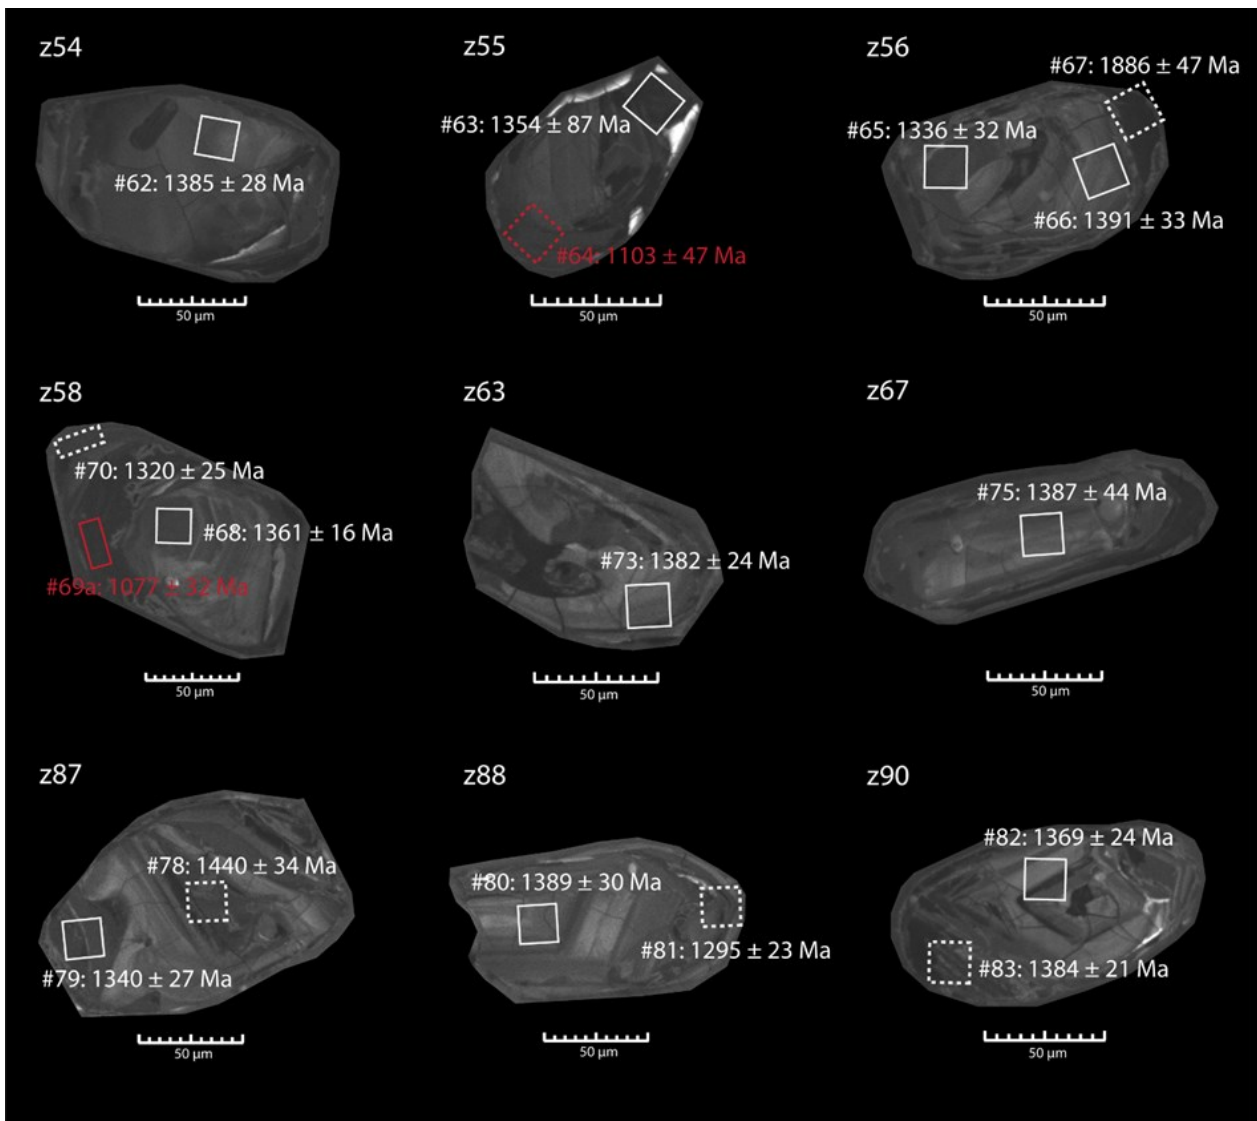 z54
z55
z56
#67: 1886 ± 47 Ma
#63: 1354 ± 87 Ma
#65: 1336 ± 32 Ma
#62: 1385 ± 28 Ma
#66: 1391 ± 33 Ma
#64: 1103 ± 47 Ma
50 µm
50 µm
50 µm
z58
z63
z67
#70: 1320 ± 25 Ma
#75: 1387 ± 44 Ma
#68: 1361 ± 16 Ma
#73: 1382 ± 24 Ma
#69a: 1077 ± 32 Ma
50 µm
50 µm
50 µm
z87
z88
z90
#78: 1440 ± 34 Ma
#82: 1369 ± 24 Ma
#80: 1389 ± 30 Ma
#79: 1340 ± 27 Ma
#81: 1295 ± 23 Ma
#83: 1384 ± 21 Ma
50 µm
50 µm
50 µm